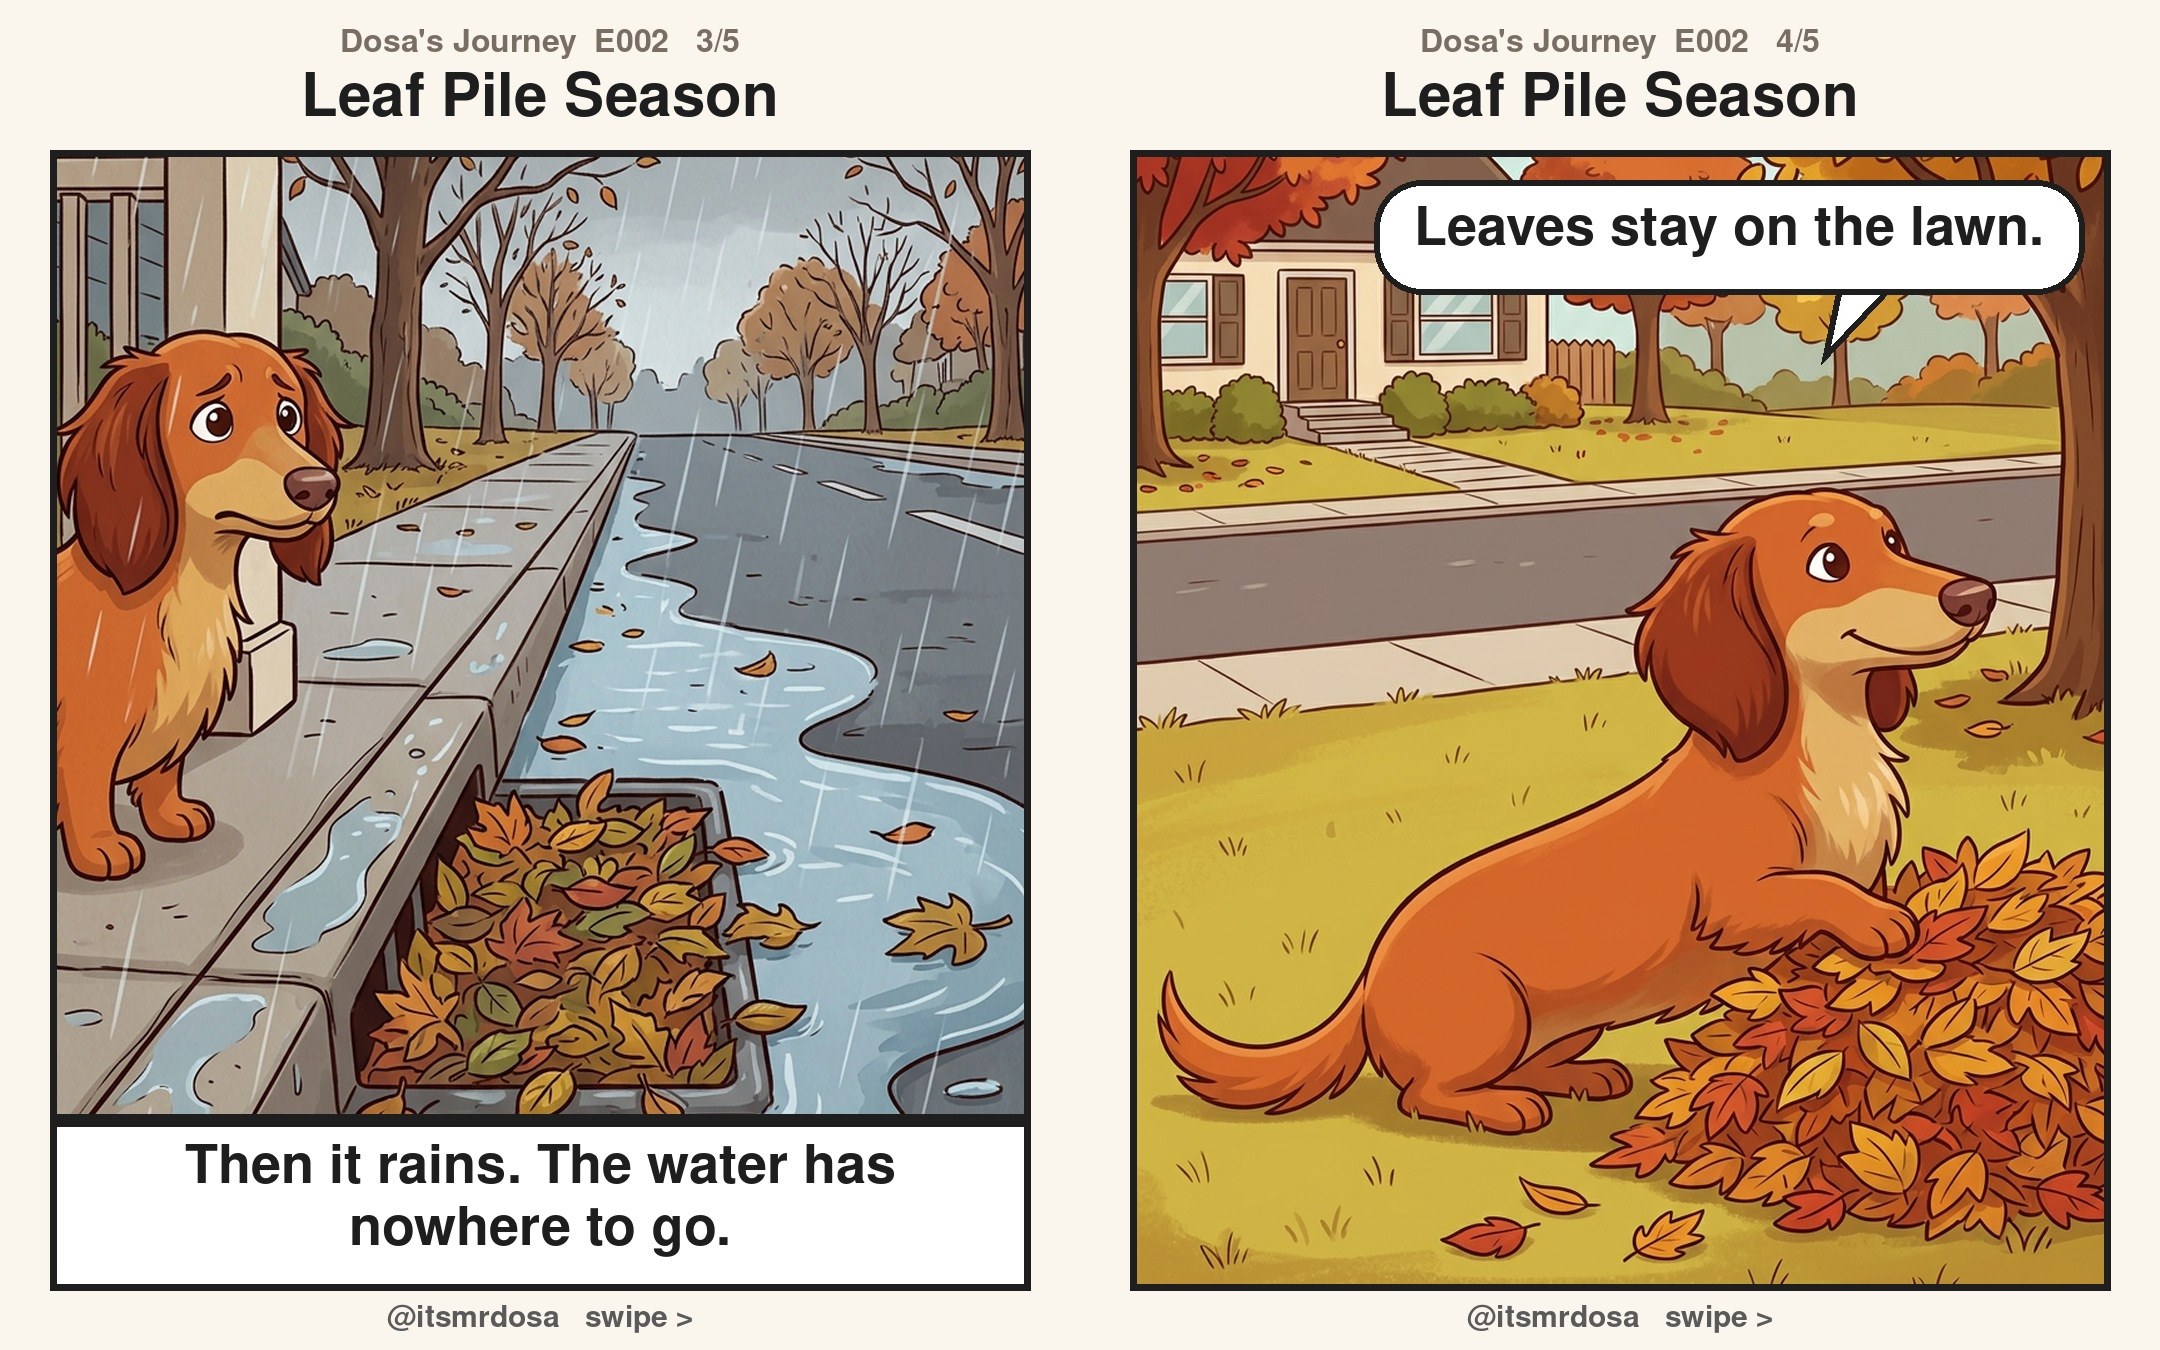 Dosa's Journey E002 3/5
Leaf Pile Season
Then it rains. The water has
nowhere to go.
@itsmrdosa swipe >
Dosa's Journey E002 4/5
Leaf Pile Season
Leaves stay on the lawn.
@itsmrdosa swipe >